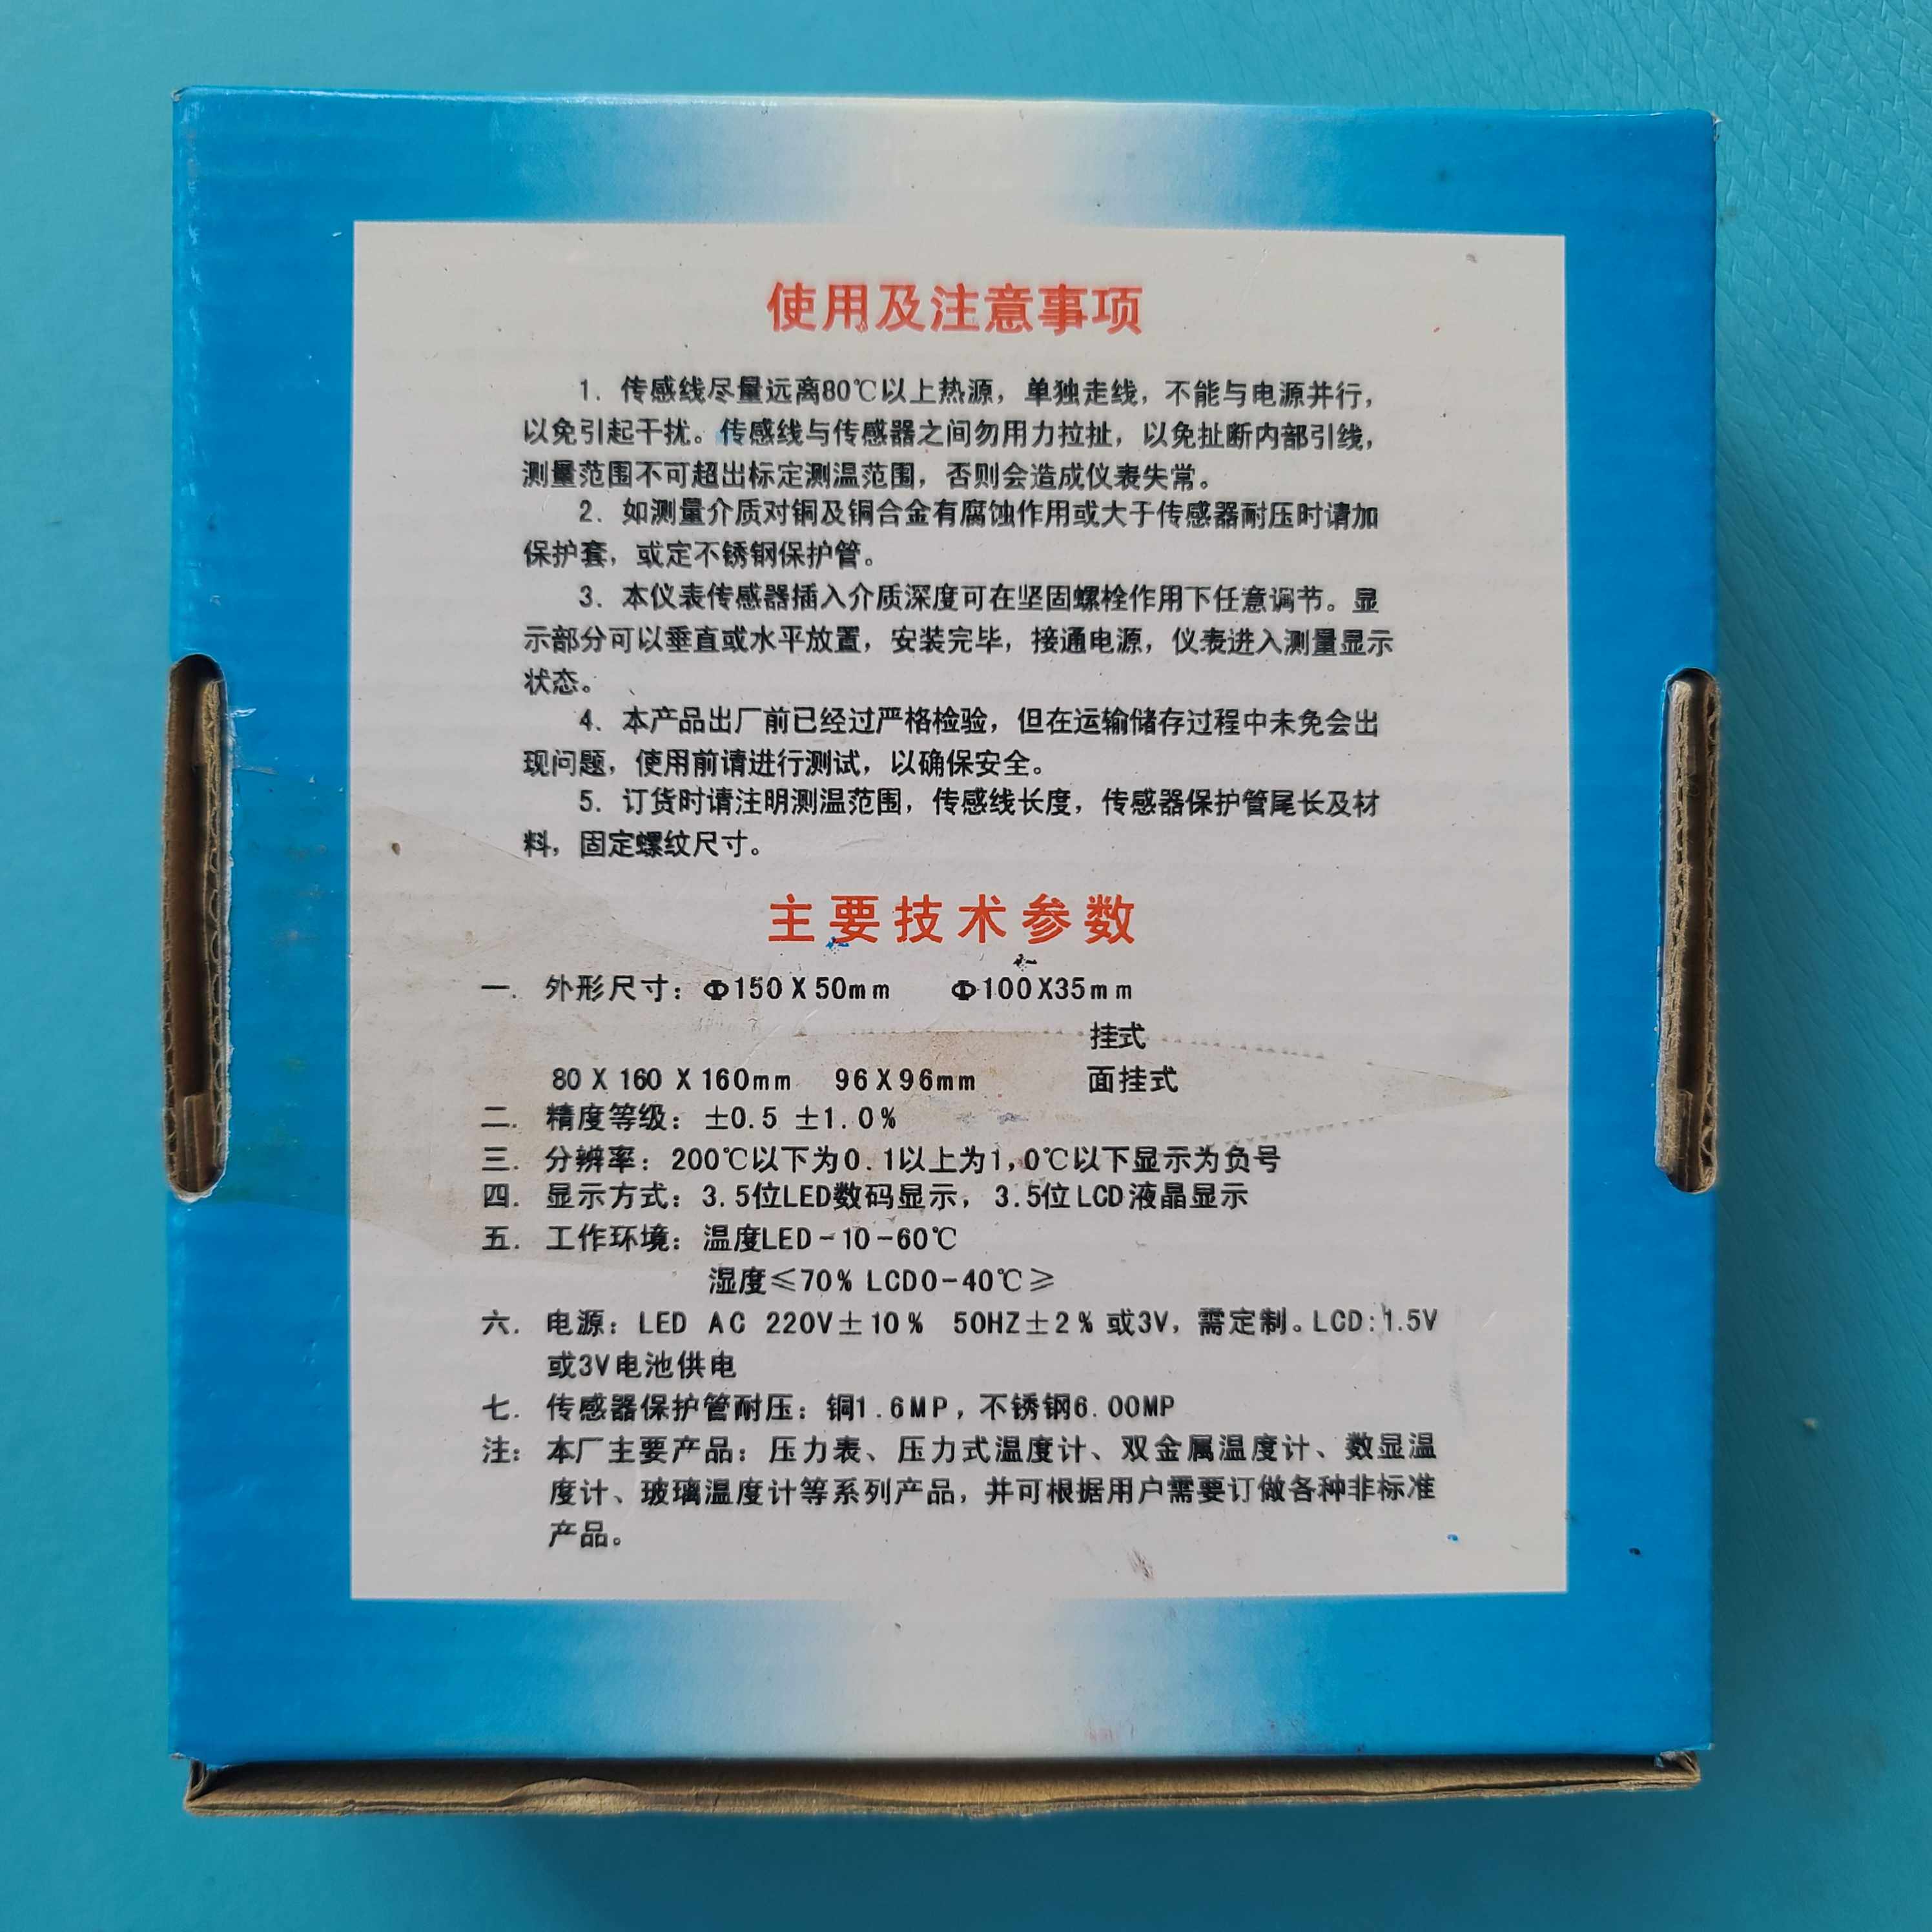 使用及注意事项
1. 传感线尽量远离80℃以上热源，单独走线，不能与电源并行，
以免引起干扰。传感线与传感器之间勿用力拉扯，以免扯断内部引线，
测量范围不可超出标定测温范围，否则会造成仪表失常。
2. 如测量介质对铜及铜合金有腐蚀作用或大于传感器耐压时请加
保护套，或定不锈钢保护管。
3. 本仪表传感器插入介质深度可在坚固螺栓作用下任意调节。显
示部分可以垂直或水平放置，安装完毕，接通电源，仪表进入测量显示
状态。
4. 本产品出厂前已经过严格检验，但在运输储存过程中未免会出
现问题，使用前请进行测试，以确保安全。
5. 订货时请注明测温范围，传感线长度，传感器保护管尾长及材
料，固定螺纹尺寸。
主要技术参数
一. 外形尺寸：Φ150X50mm Φ100X35mm
挂式
80X160X160mm 96X96mm 面挂式
二. 精度等级：±0.5 ±1.0%
三. 分辨率：200℃以下为0.1以上为1,0℃以下显示为负号
四. 显示方式：3.5位LED数码显示，3.5位LCD液晶显示
五. 工作环境：温度LED-10-60℃
湿度≤70% LCD0-40℃≥
六. 电源：LED AC 220V±10% 50HZ±2%或3V，需定制。LCD:1.5V
或3V电池供电
七. 传感器保护管耐压：铜1.6MP，不锈钢6.00MP
注：本厂主要产品：压力表、压力式温度计、双金属温度计、数显温
度计、玻璃温度计等系列产品，并可根据用户需要订做各种非标准
产品。